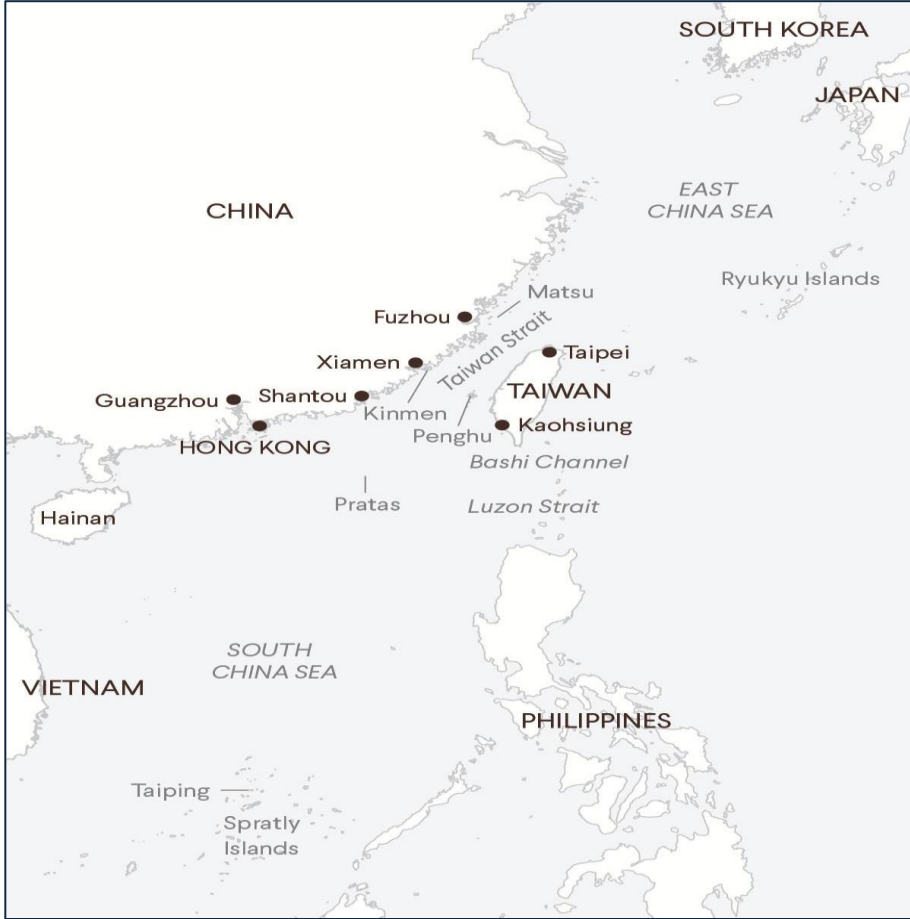 SOUTH KOREA
JAPAN
EAST
CHINA SEA
CHINA
Ryukyu Islands
Matsu
Fuzhou
Taiwan Strait
Taipei
Xiamen
TAIWAN
Guangzhou
Shantou
Kinmen
Kaohsiung
Penghu
HONG KONG
Bashi Channel
Pratas
Luzon Strait
Hainan
SOUTH
CHINA SEA
VIETNAM
PHILIPPINES
Taiping
Spratly
Islands